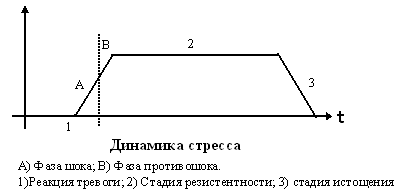 B
2
A
3
1
t
Динамика стресса
А) Фаза шока; В) Фаза противошока.
1)Реакция тревоги; 2) Стадия резистентности; 3) стадия истощения